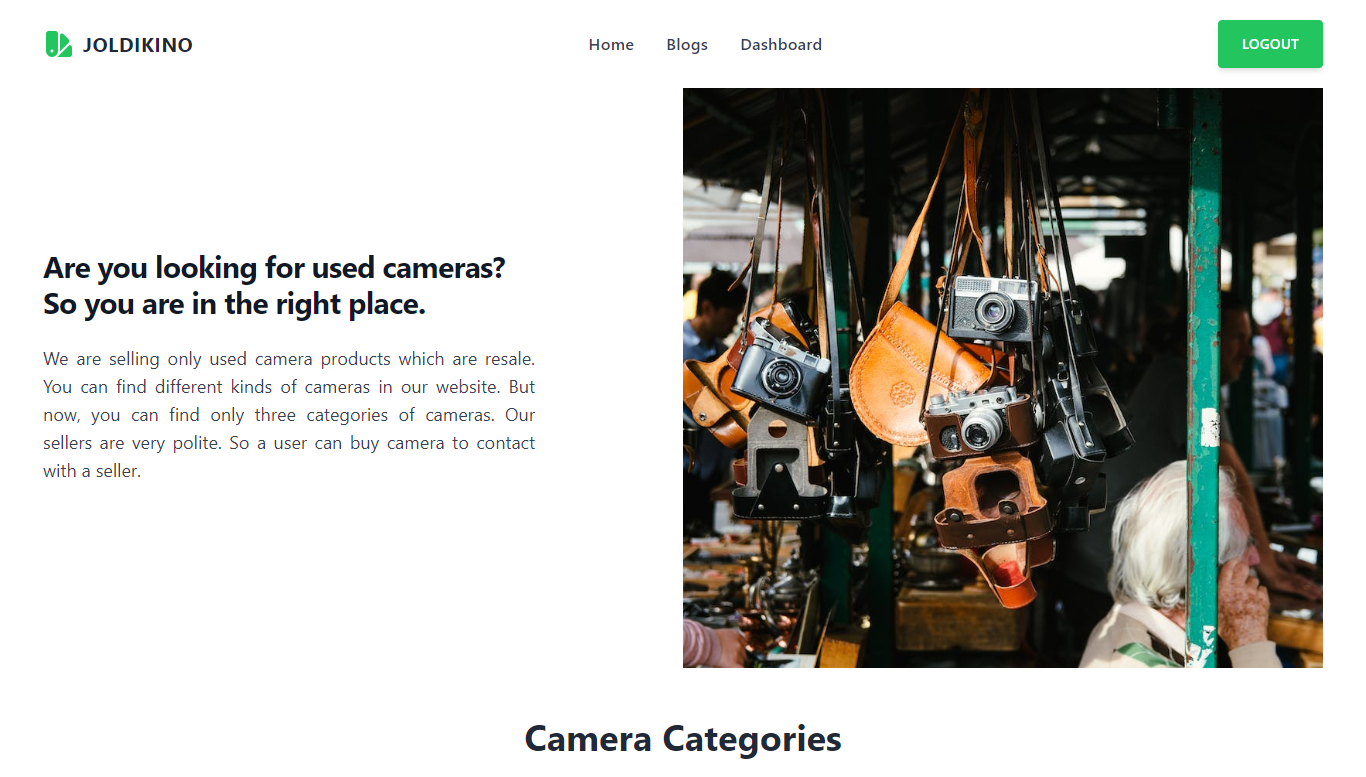 JOLDIKINO
Home
Blogs
Dashboard
LOGOUT
Are you looking for used cameras?
So you are in the right place.
We are selling only used camera products which are resale.
You can find different kinds of cameras in our website. But
now, you can find only three categories of cameras. Our
sellers are very polite. So a user can buy camera to contact
with a seller.
Camera Categories